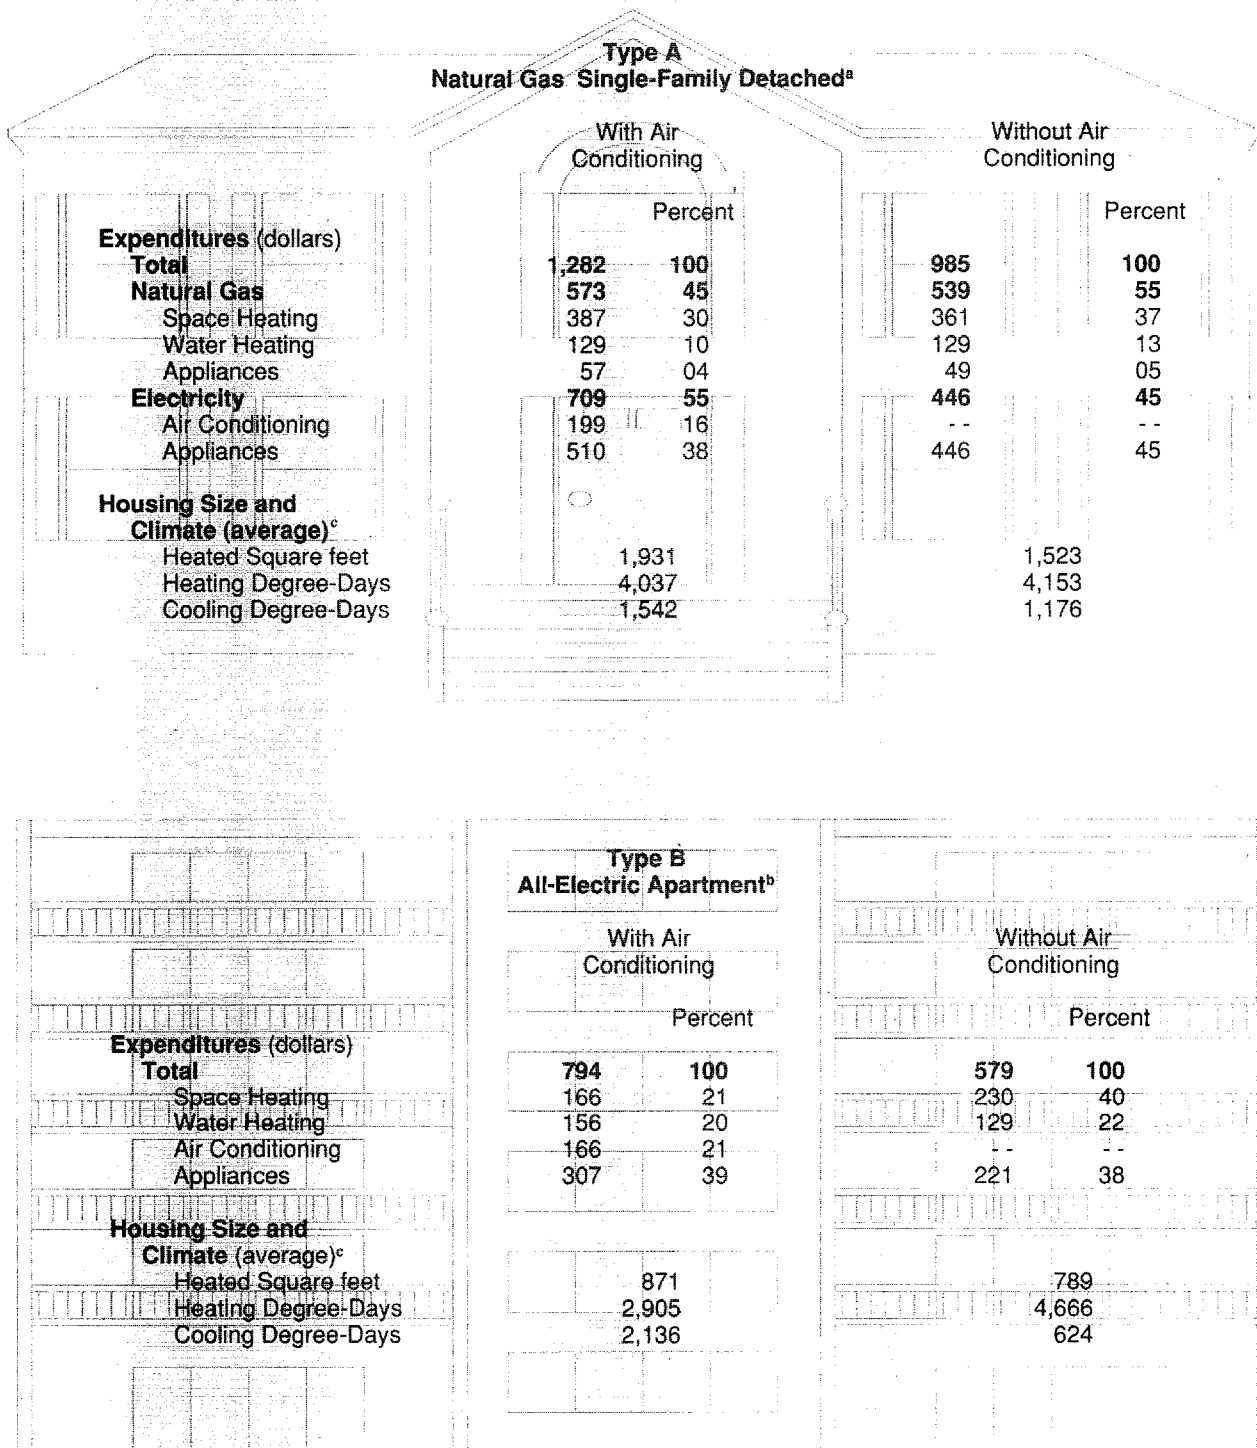 Type A
Natural Gas Single-Family Detachedª
With Air Without Air
Conditioning Conditioning
Percent Percent
Expenditures (dollars)
Total 1,282 100 985 100
Natural Gas 573 45 539 55
Space Heating 387 30 361 37
Water Heating 129 10 129 13
Appliances 57 04 49 05
Electricity 709 55 446 45
Air Conditioning 199 16 - - - -
Appliances 510 38 446 45
Housing Size and
Climate (average)ᶜ
Heated Square feet 1,931 1,523
Heating Degree-Days 4,037 4,153
Cooling Degree-Days 1,542 1,176
Type B
All-Electric Apartmentᵇ
With Air Without Air
Conditioning Conditioning
Percent Percent
Expenditures (dollars)
Total 794 100 579 100
Space Heating 166 21 230 40
Water Heating 156 20 129 22
Air Conditioning 166 21 - - - -
Appliances 307 39 221 38
Housing Size and
Climate (average)ᶜ
Heated Square feet 871 789
Heating Degree-Days 2,905 4,666
Cooling Degree-Days 2,136 624